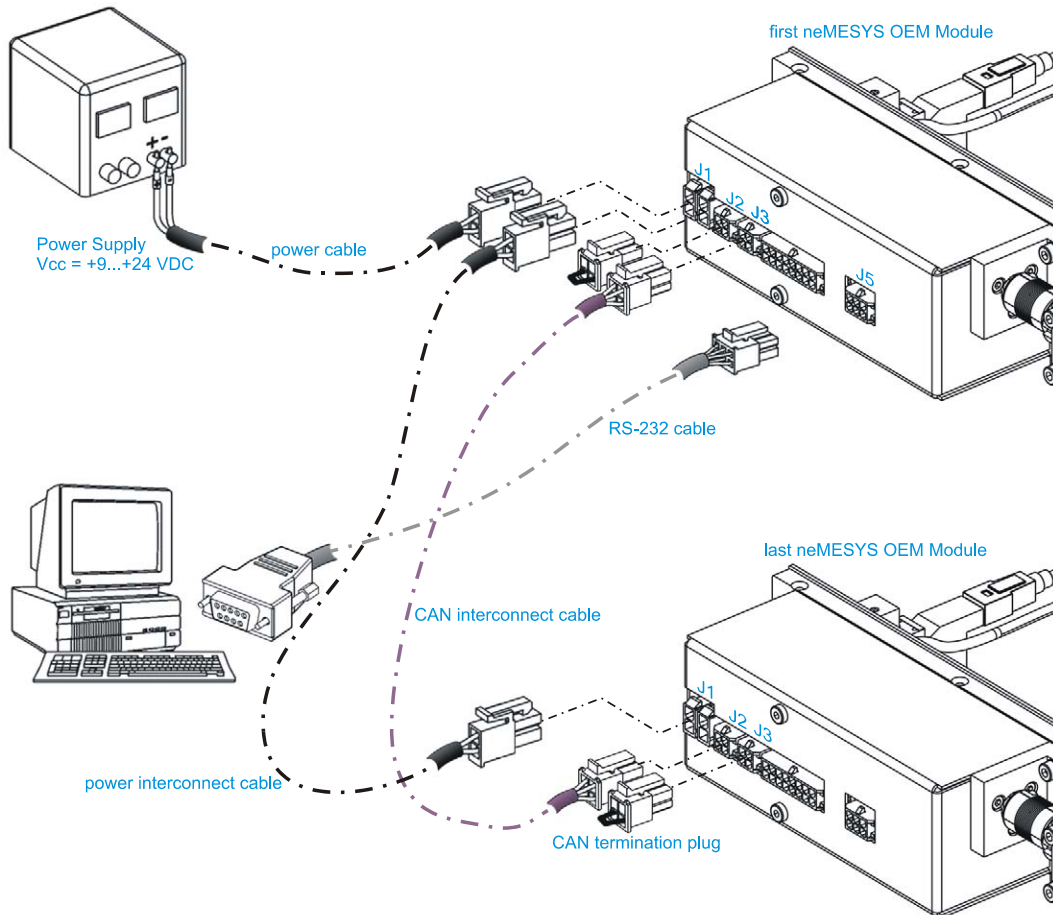 first neMESYS OEM Module
+ -
J1
J2
J3
J5
Power Supply
Vcc = +9...+24 VDC
power cable
RS-232 cable
last neMESYS OEM Module
CAN interconnect cable
J1
J2
J3
power interconnect cable
CAN termination plug